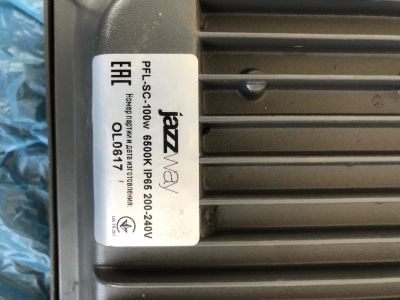 jazzway
PFL-SC-100w 6500K IP65 200-240V
EAC
Номер партии и дата изготовления:
OL0617